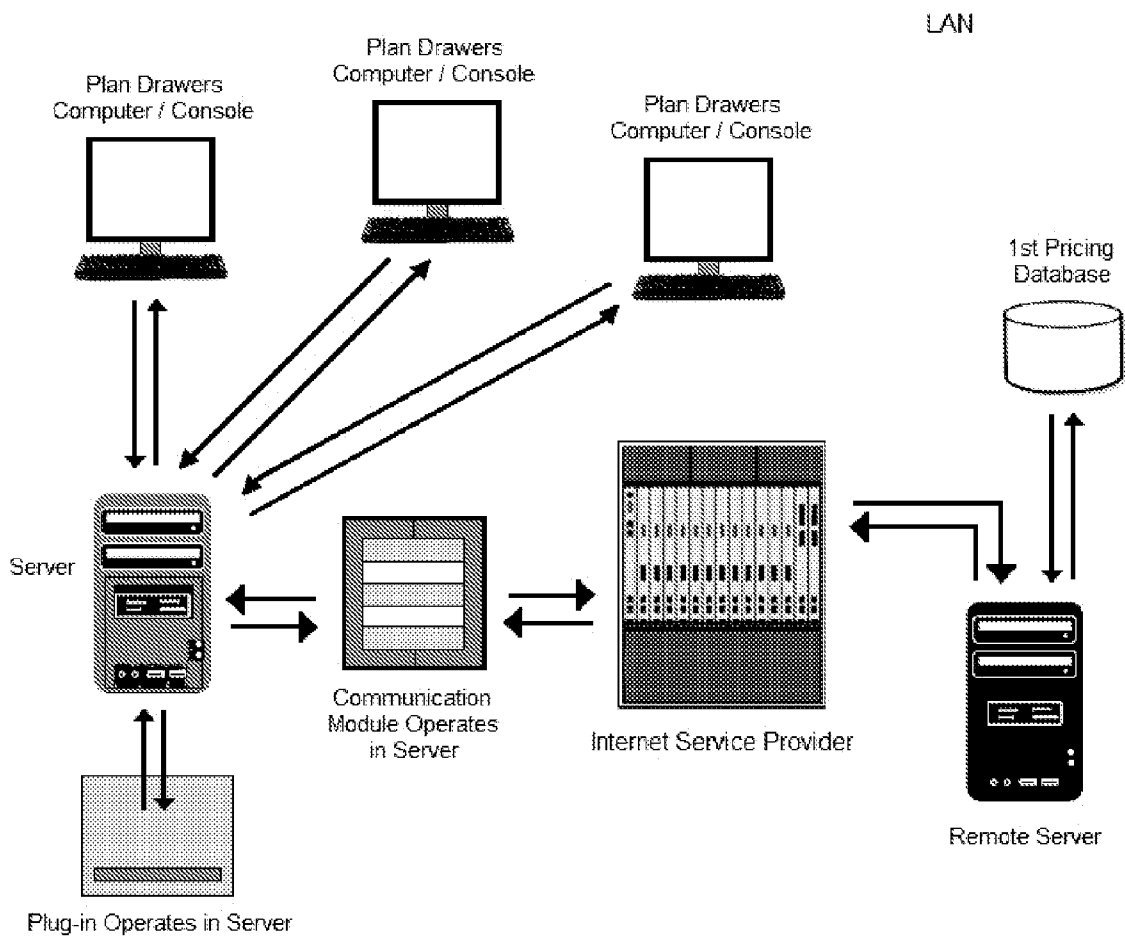 LAN
Plan Drawers
Computer / Console
Plan Drawers
Computer / Console
Plan Drawers
Computer / Console
1st Pricing
Database
Server
Communication
Module Operates
in Server
Internet Service Provider
Remote Server
Plug-in Operates in Server